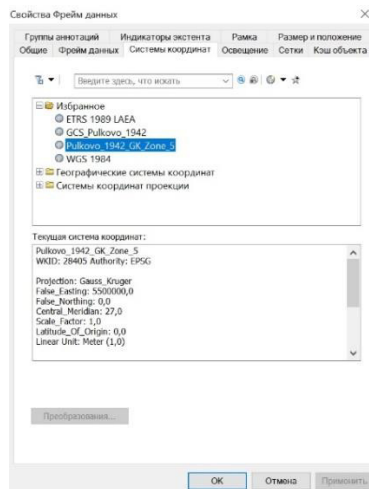 Свойства Фрейм данных
Группы аннотаций Индикаторы экстента Рамка Размер и положение
Общие Фрейм данных Системы координат Освещение Сетки Кэш объекта
Введите здесь, что искать
Избранное
ETRS 1989 LAEA
GCS_Pulkovo_1942
Pulkovo_1942_GK_Zone_5
WGS 1984
Географические системы координат
Системы координат проекции
Текущая система координат:
Pulkovo_1942_GK_Zone_5
WKID: 28405 Authority: EPSG
Projection: Gauss_Kruger
False_Easting: 5500000,0
False_Northing: 0,0
Central_Meridian: 27,0
Scale_Factor: 1,0
Latitude_Of_Origin: 0,0
Linear Unit: Meter (1,0)
Преобразования...
OK Отмена Применить